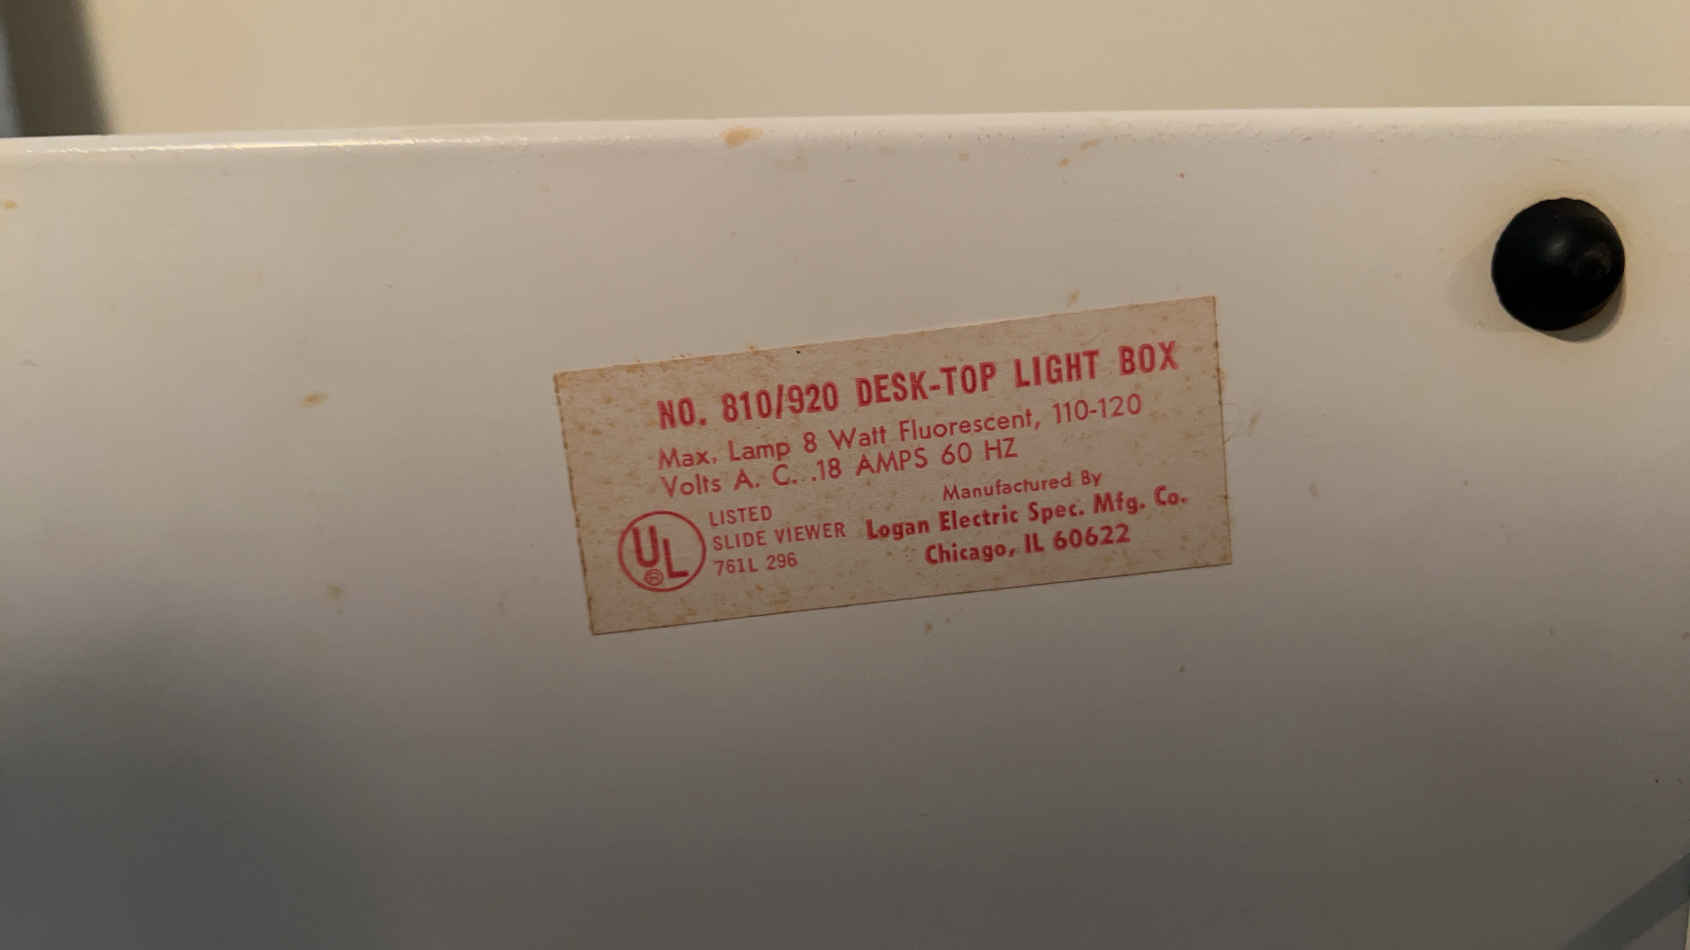 NO. 810/920 DESK-TOP LIGHT BOX
Max. Lamp 8 Watt Fluorescent, 110-120
Volts A. C...18 AMPS 60 HZ
UL®
LISTED
SLIDE VIEWER
761L 296
Manufactured By
Logan Electric Spec. Mfg. Co.
Chicago, IL 60622